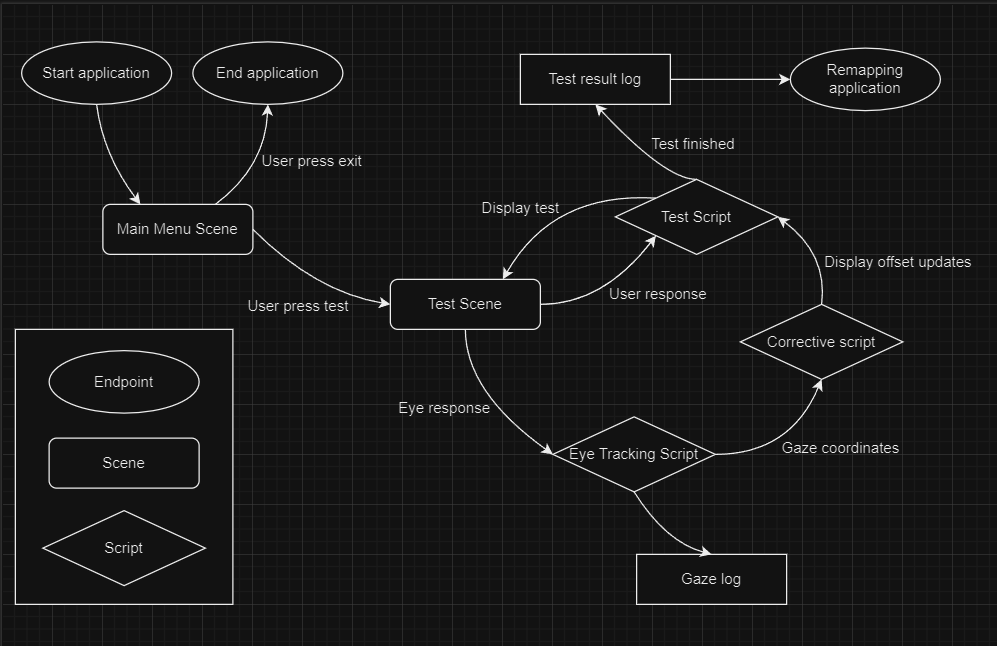 Start application
End application
Test result log
Remapping
application
Test finished
User press exit
Display test
Test Script
Main Menu Scene
Display offset updates
User response
User press test
Test Scene
Corrective script
Endpoint
Eye response
Gaze coordinates
Eye Tracking Script
Scene
Script
Gaze log